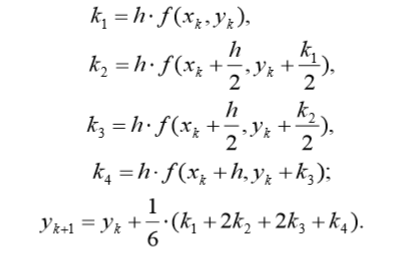 k₁ = h · f(xₖ, yₖ),
k₂ = h · f(xₖ + h/2, yₖ + k₁/2),
k₃ = h · f(xₖ + h/2, yₖ + k₂/2),
k₄ = h · f(xₖ + h, yₖ + k₃);
yₖ₊₁ = yₖ + 1/6 · (k₁ + 2k₂ + 2k₃ + k₄).